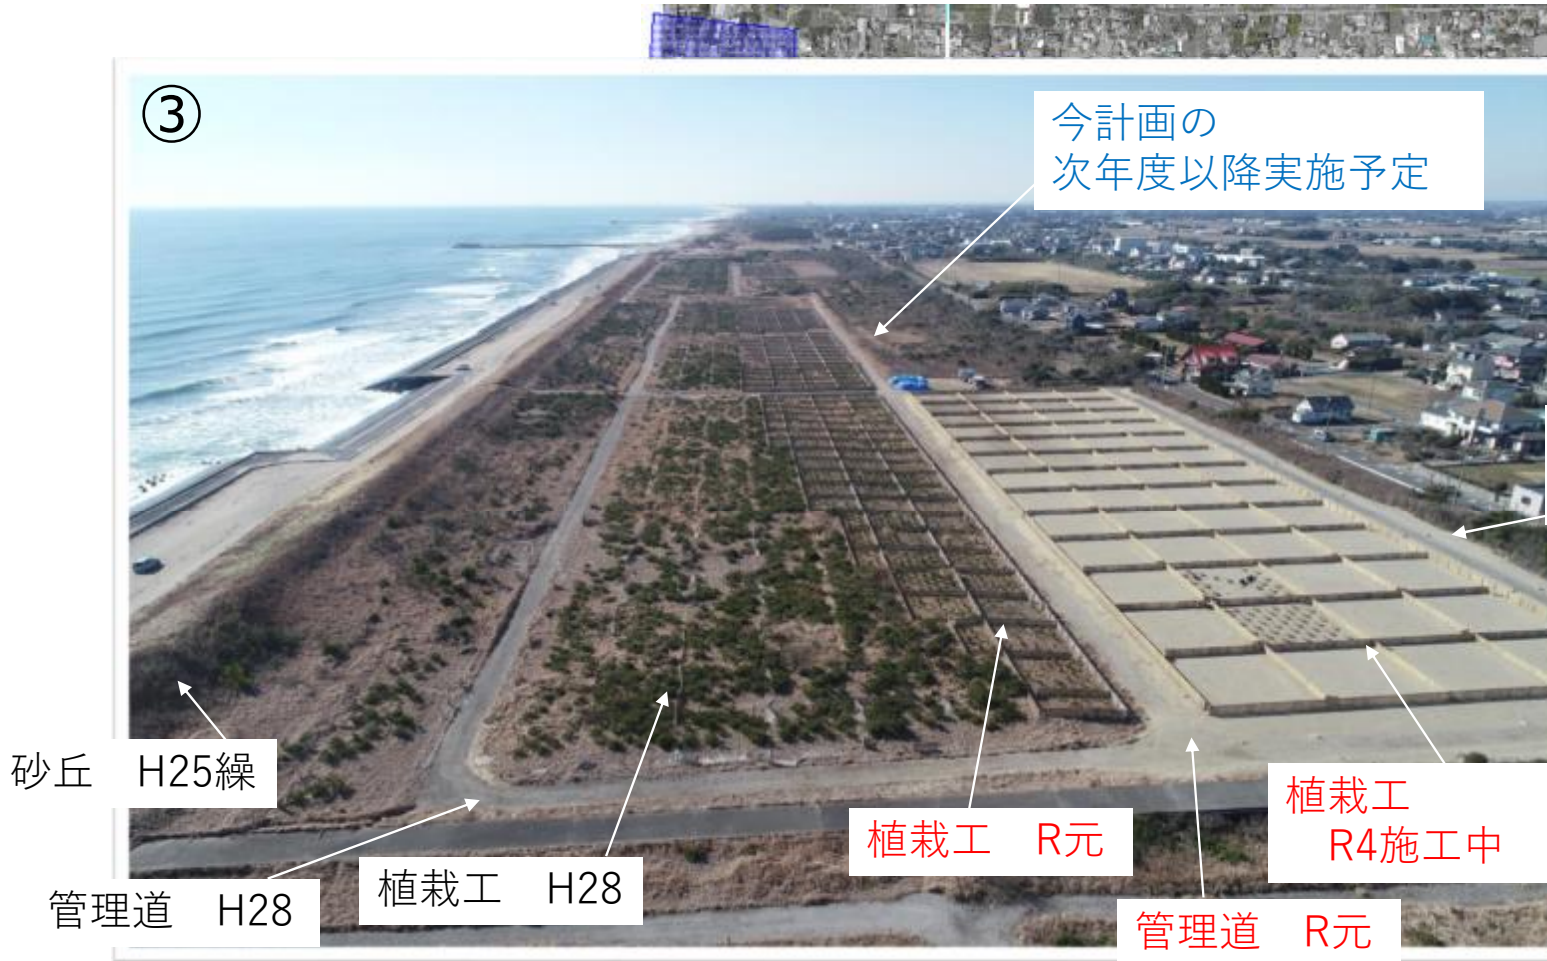 ③
今計画の
次年度以降実施予定
砂丘　H25繰
管理道　H28
植栽工　H28
植栽工　R元
管理道　R元
植栽工
R4施工中